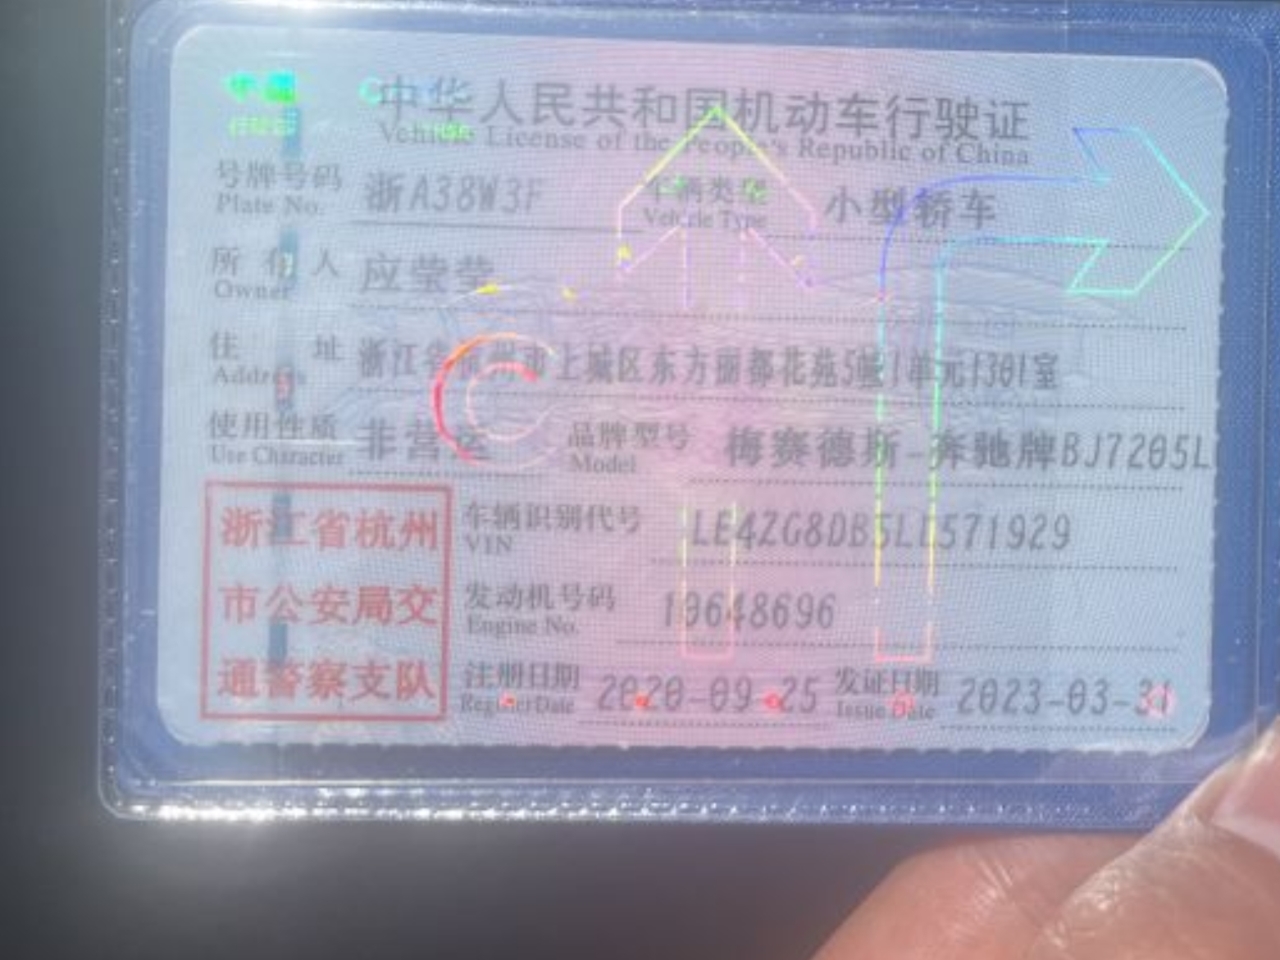 中华人民共和国机动车行驶证
Vehicle License of the People's Republic of China
号牌号码 浙A38W3F 车辆类型 小型轿车
Plate No. Vehicle Type
所有人 应莹莹
Owner
住址 浙江省杭州市上城区东方丽都花苑5幢1单元1301室
Address
使用性质 非营运 品牌型号 梅赛德斯-奔驰牌BJ7205L
Use Character Model
浙江省杭州 车辆识别代号 LE4ZG8DB5LL571929
VIN
市公安局交 发动机号码 10648696
Engine No.
通警察支队 注册日期 2020-09-25 发证日期 2023-03-31
Register Date Issue Date